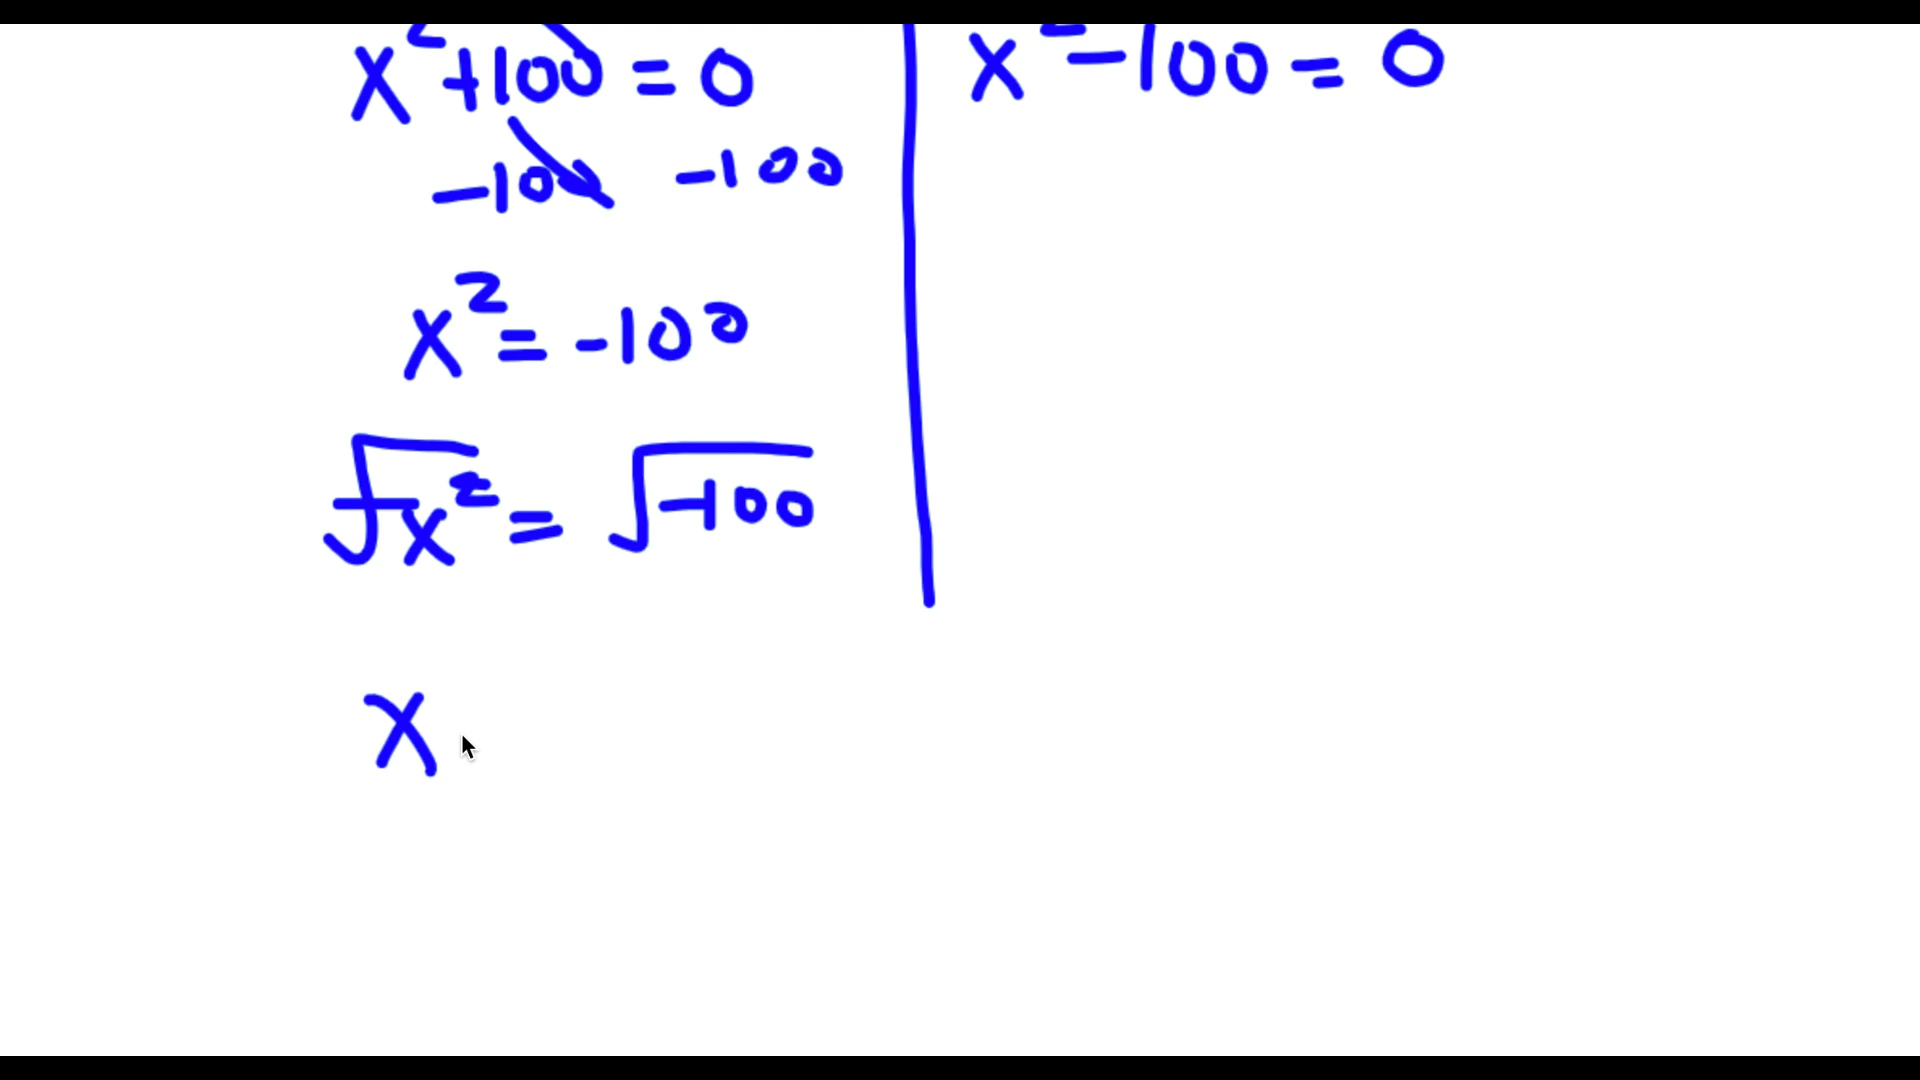 x²+100 = 0
-100 -100
x² = -100
√x² = √-100
x
x²-100 = 0